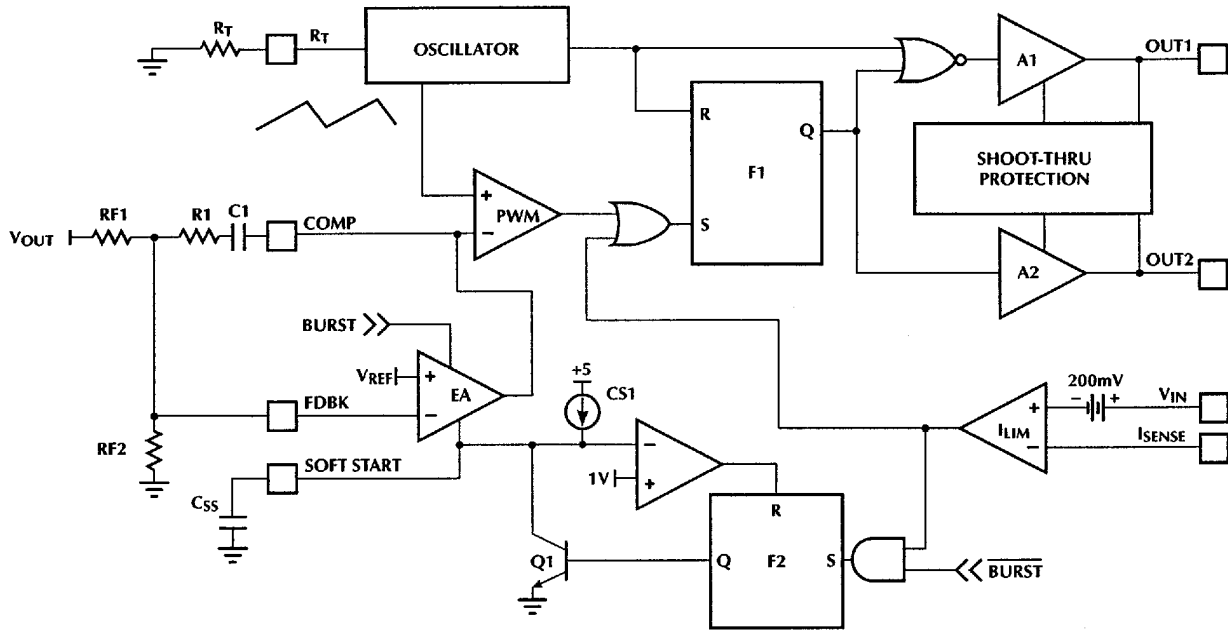 RT
RT
OSCILLATOR
A1
OUT1
R
Q
F1
S
SHOOT-THRU
PROTECTION
+
PWM
−
RF1
R1
C1
COMP
VOUT
A2
OUT2
BURST
VREF
+
EA
−
FDBK
+5
CS1
200mV
− +
VIN
+
ILIM
−
ISENSE
RF2
SOFT START
−
1V
+
CSS
R
Q1
Q
F2
S
BURST